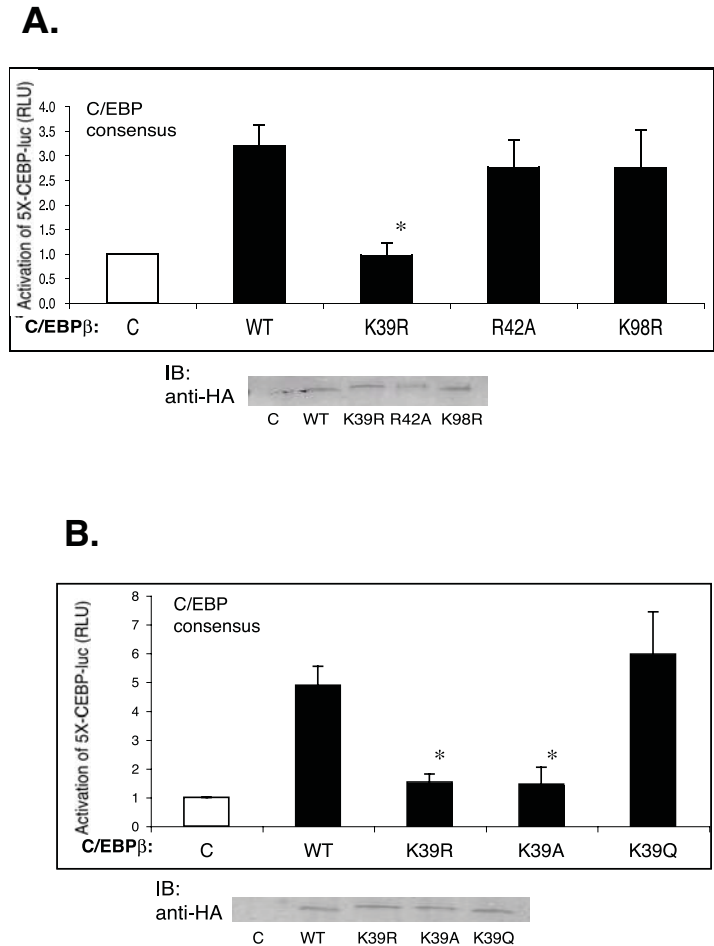 A.
Activation of 5X-CEBP-luc (RLU)
C/EBP
consensus
4.0
3.5
3.0
2.5
2.0
1.5
1.0
0.5
0.0
*
C/EBPβ: C WT K39R R42A K98R
IB:
anti-HA
C WT K39R R42A K98R
B.
Activation of 5X-CEBP-luc (RLU)
C/EBP
consensus
8
7
6
5
4
3
2
1
0
* *
C/EBPβ: C WT K39R K39A K39Q
IB:
anti-HA
C WT K39R K39A K39Q